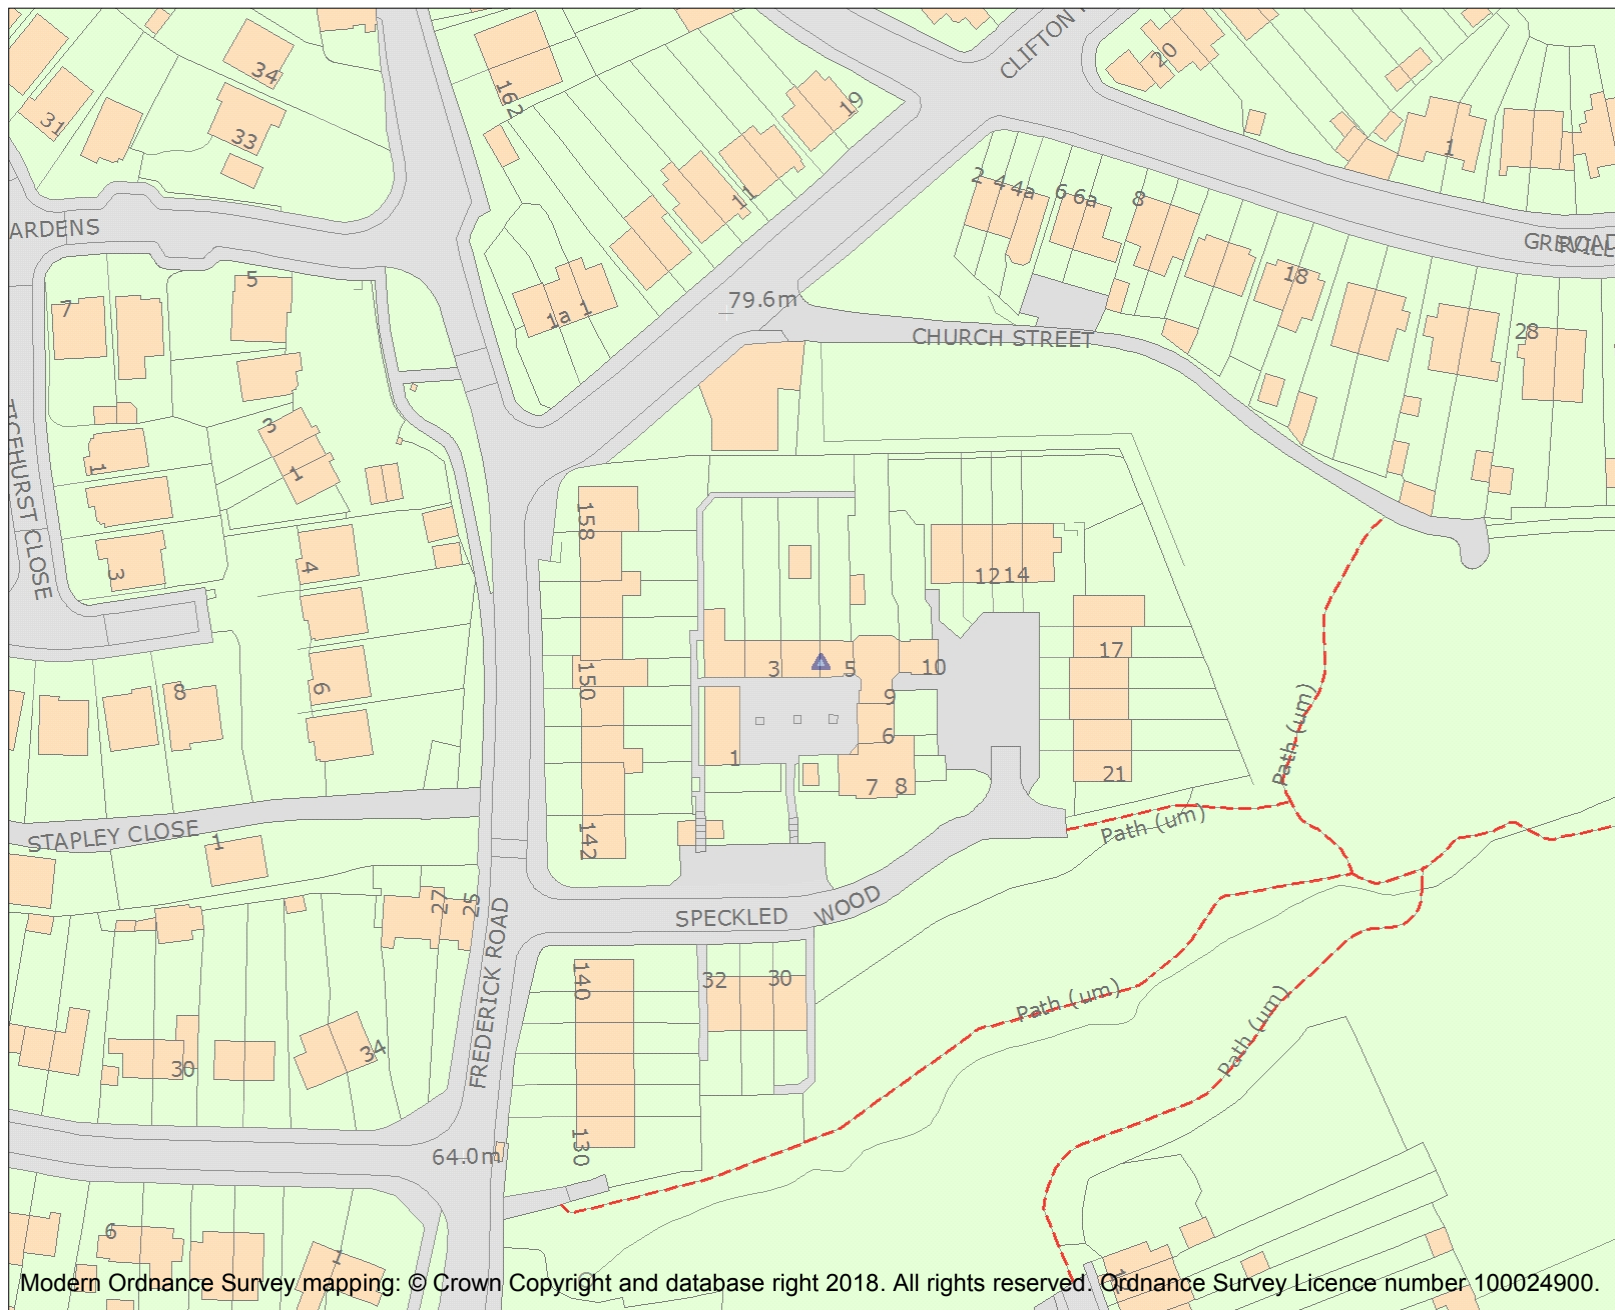 CLIFTON
20
34
31
33
162
19
1
11
2 4 4a
6 6a
8
ARDENS
GREVILLE
ROAD
18
28
5
7
1a 1
79.6m
CHURCH STREET
3
1
1
TICEHURST CLOSE
3
4
158
12 14
17
3
5
10
150
8
6
9
6
1
7 8
21
Path (um)
Path (um)
STAPLEY CLOSE
1
142
27
25
SPECKLED WOOD
FREDERICK ROAD
140
32
30
Path (um)
Path (um)
30
34
64.0m
130
6
1
Modern Ordnance Survey mapping: © Crown Copyright and database right 2018. All rights reserved. Ordnance Survey Licence number 100024900.